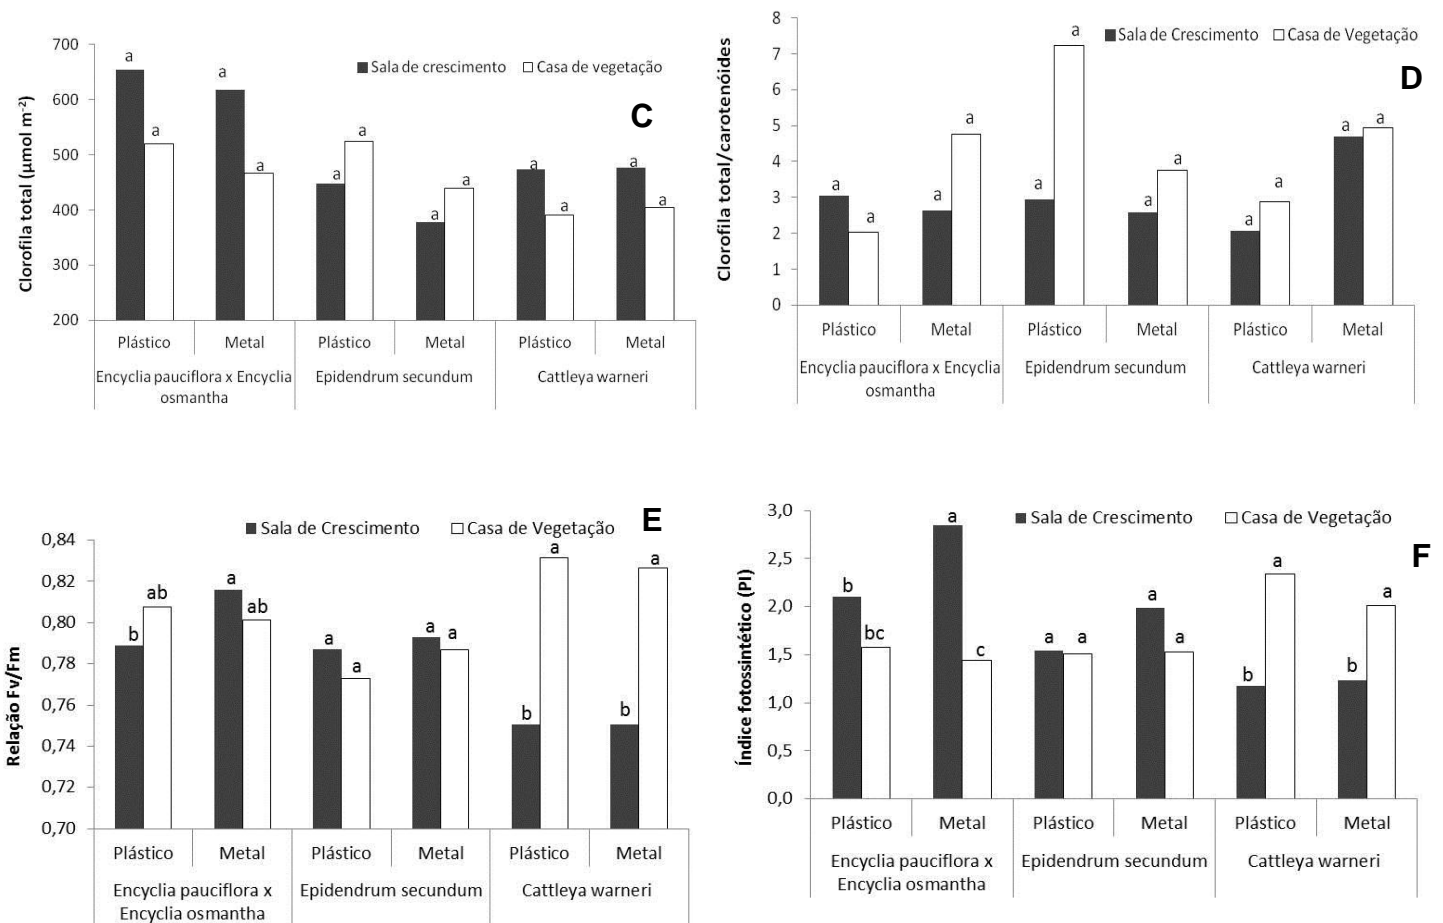 C
Clorofila total (µmol m⁻²)
700
600
500
400
300
200
Sala de crescimento
Casa de vegetação
a
a
a
a
a
a
a
a
a
a
a
a
Plástico
Metal
Plástico
Metal
Plástico
Metal
Encyclia pauciflora x Encyclia
osmantha
Epidendrum secundum
Cattleya warneri
D
Clorofila total/carotenóides
8
7
6
5
4
3
2
1
0
Sala de Crescimento
Casa de Vegetação
a
a
a
a
a
a
a
a
a
a
a
a
Plástico
Metal
Plástico
Metal
Plástico
Metal
Encyclia pauciflora x Encyclia
osmantha
Epidendrum secundum
Cattleya warneri
E
Relação Fv/Fm
0,84
0,82
0,80
0,78
0,76
0,74
0,72
0,70
Sala de Crescimento
Casa de Vegetação
b
ab
a
ab
a
a
a
a
b
a
b
a
Plástico
Metal
Plástico
Metal
Plástico
Metal
Encyclia pauciflora x
Encyclia osmantha
Epidendrum secundum
Cattleya warneri
F
Índice fotossintético (PI)
3,0
2,5
2,0
1,5
1,0
0,5
0,0
Sala de Crescimento
Casa de Vegetação
b
bc
a
c
a
a
a
a
b
a
b
a
Plástico
Metal
Plástico
Metal
Plástico
Metal
Encyclia pauciflora x
Encyclia osmantha
Epidendrum secundum
Cattleya warneri